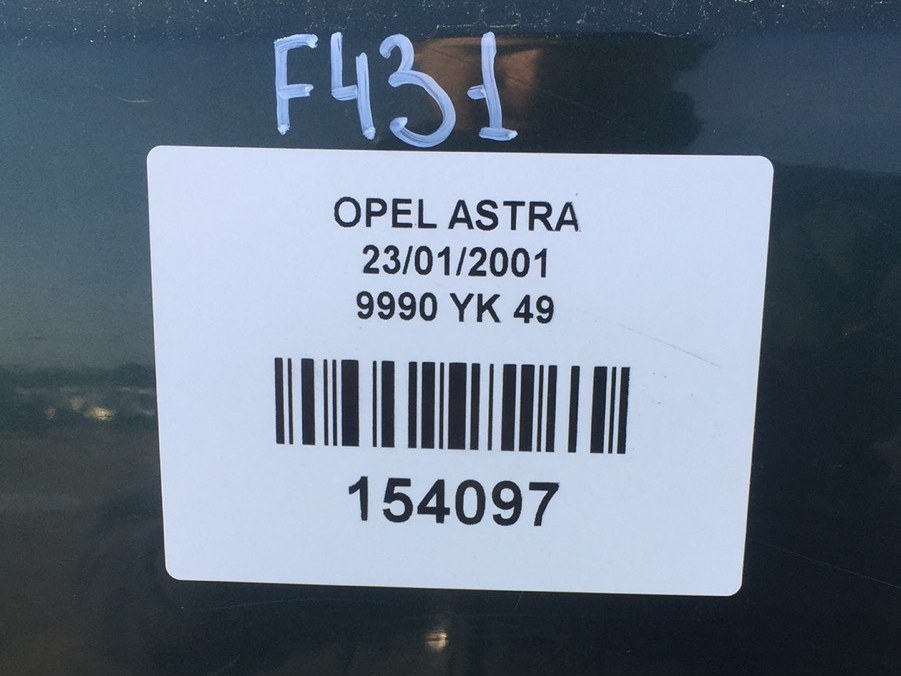 F431
OPEL ASTRA
23/01/2001
9990 YK 49
154097